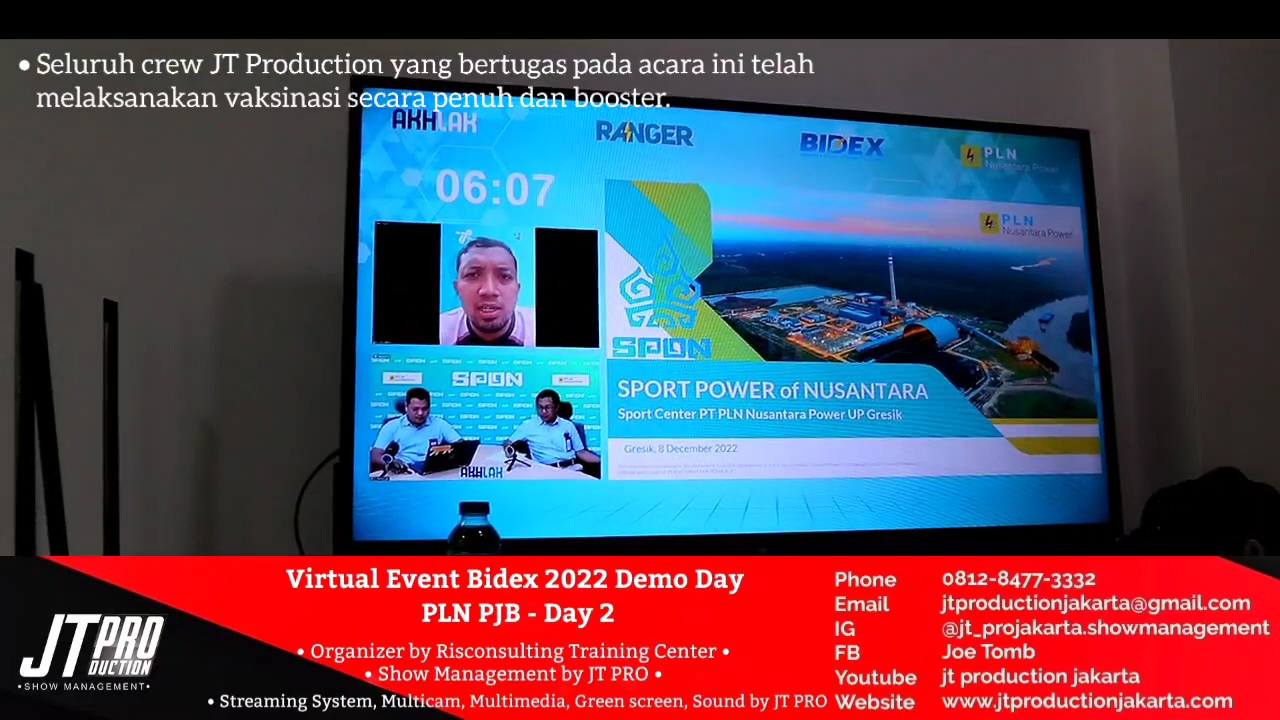 • Seluruh crew JT Production yang bertugas pada acara ini telah
melaksanakan vaksinasi secara penuh dan booster.
AKHLAK
RANGER
BIDEX
PLN
Nusantara Power
06:07
PLN
Nusantara Power
SPON
SPORT POWER of NUSANTARA
Sport Center PT PLN Nusantara Power UP Gresik
Gresik, 8 December 2022
SPON
AKHLAK
Virtual Event Bidex 2022 Demo Day
PLN PJB - Day 2
• Organizer by Risconsulting Training Center •
• Show Management by JT PRO •
• Streaming System, Multicam, Multimedia, Green screen, Sound by JT PRO
JT PRO
DUCTION
•SHOW MANAGEMENT•
Phone 0812-8477-3332
Email jtproductionjakarta@gmail.com
IG @jt_projakarta.showmanagement
FB Joe Tomb
Youtube jt production jakarta
Website www.jtproductionjakarta.com